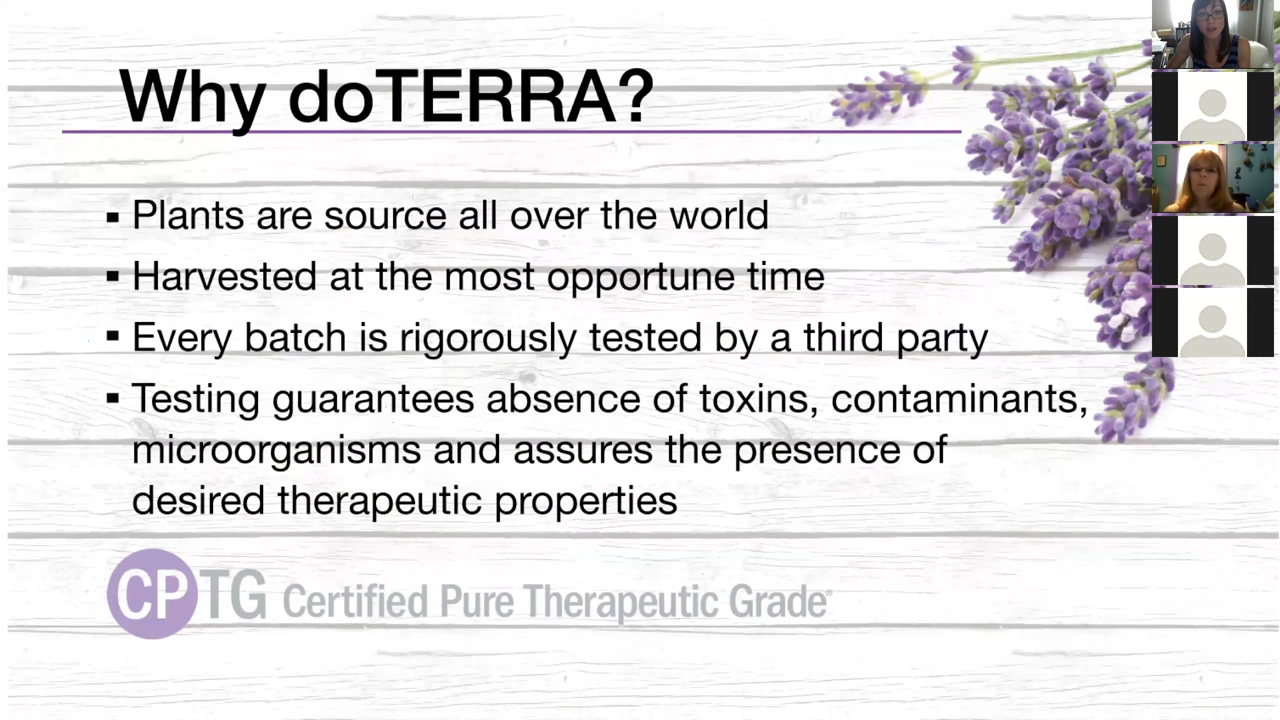 Why doTERRA?
▪ Plants are source all over the world
▪ Harvested at the most opportune time
▪ Every batch is rigorously tested by a third party
▪ Testing guarantees absence of toxins, contaminants,
microorganisms and assures the presence of
desired therapeutic properties
CPTG Certified Pure Therapeutic Grade®